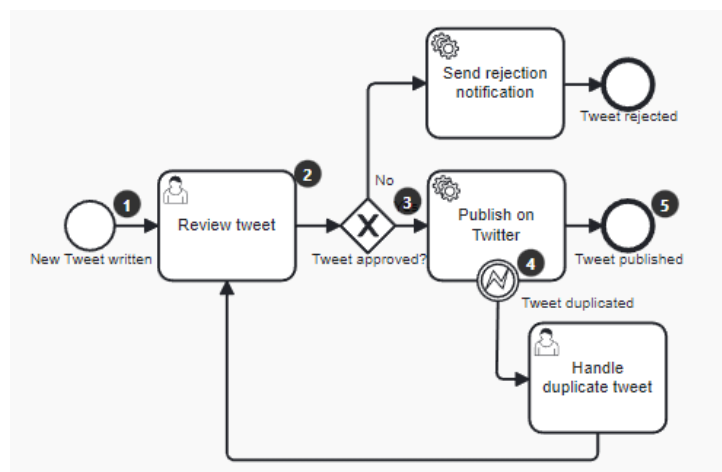 Send rejection
notification
Tweet rejected
No
1
New Tweet written
2
Review tweet
Tweet approved?
3
Publish on
Twitter
4
Tweet duplicated
5
Tweet published
Handle
duplicate tweet